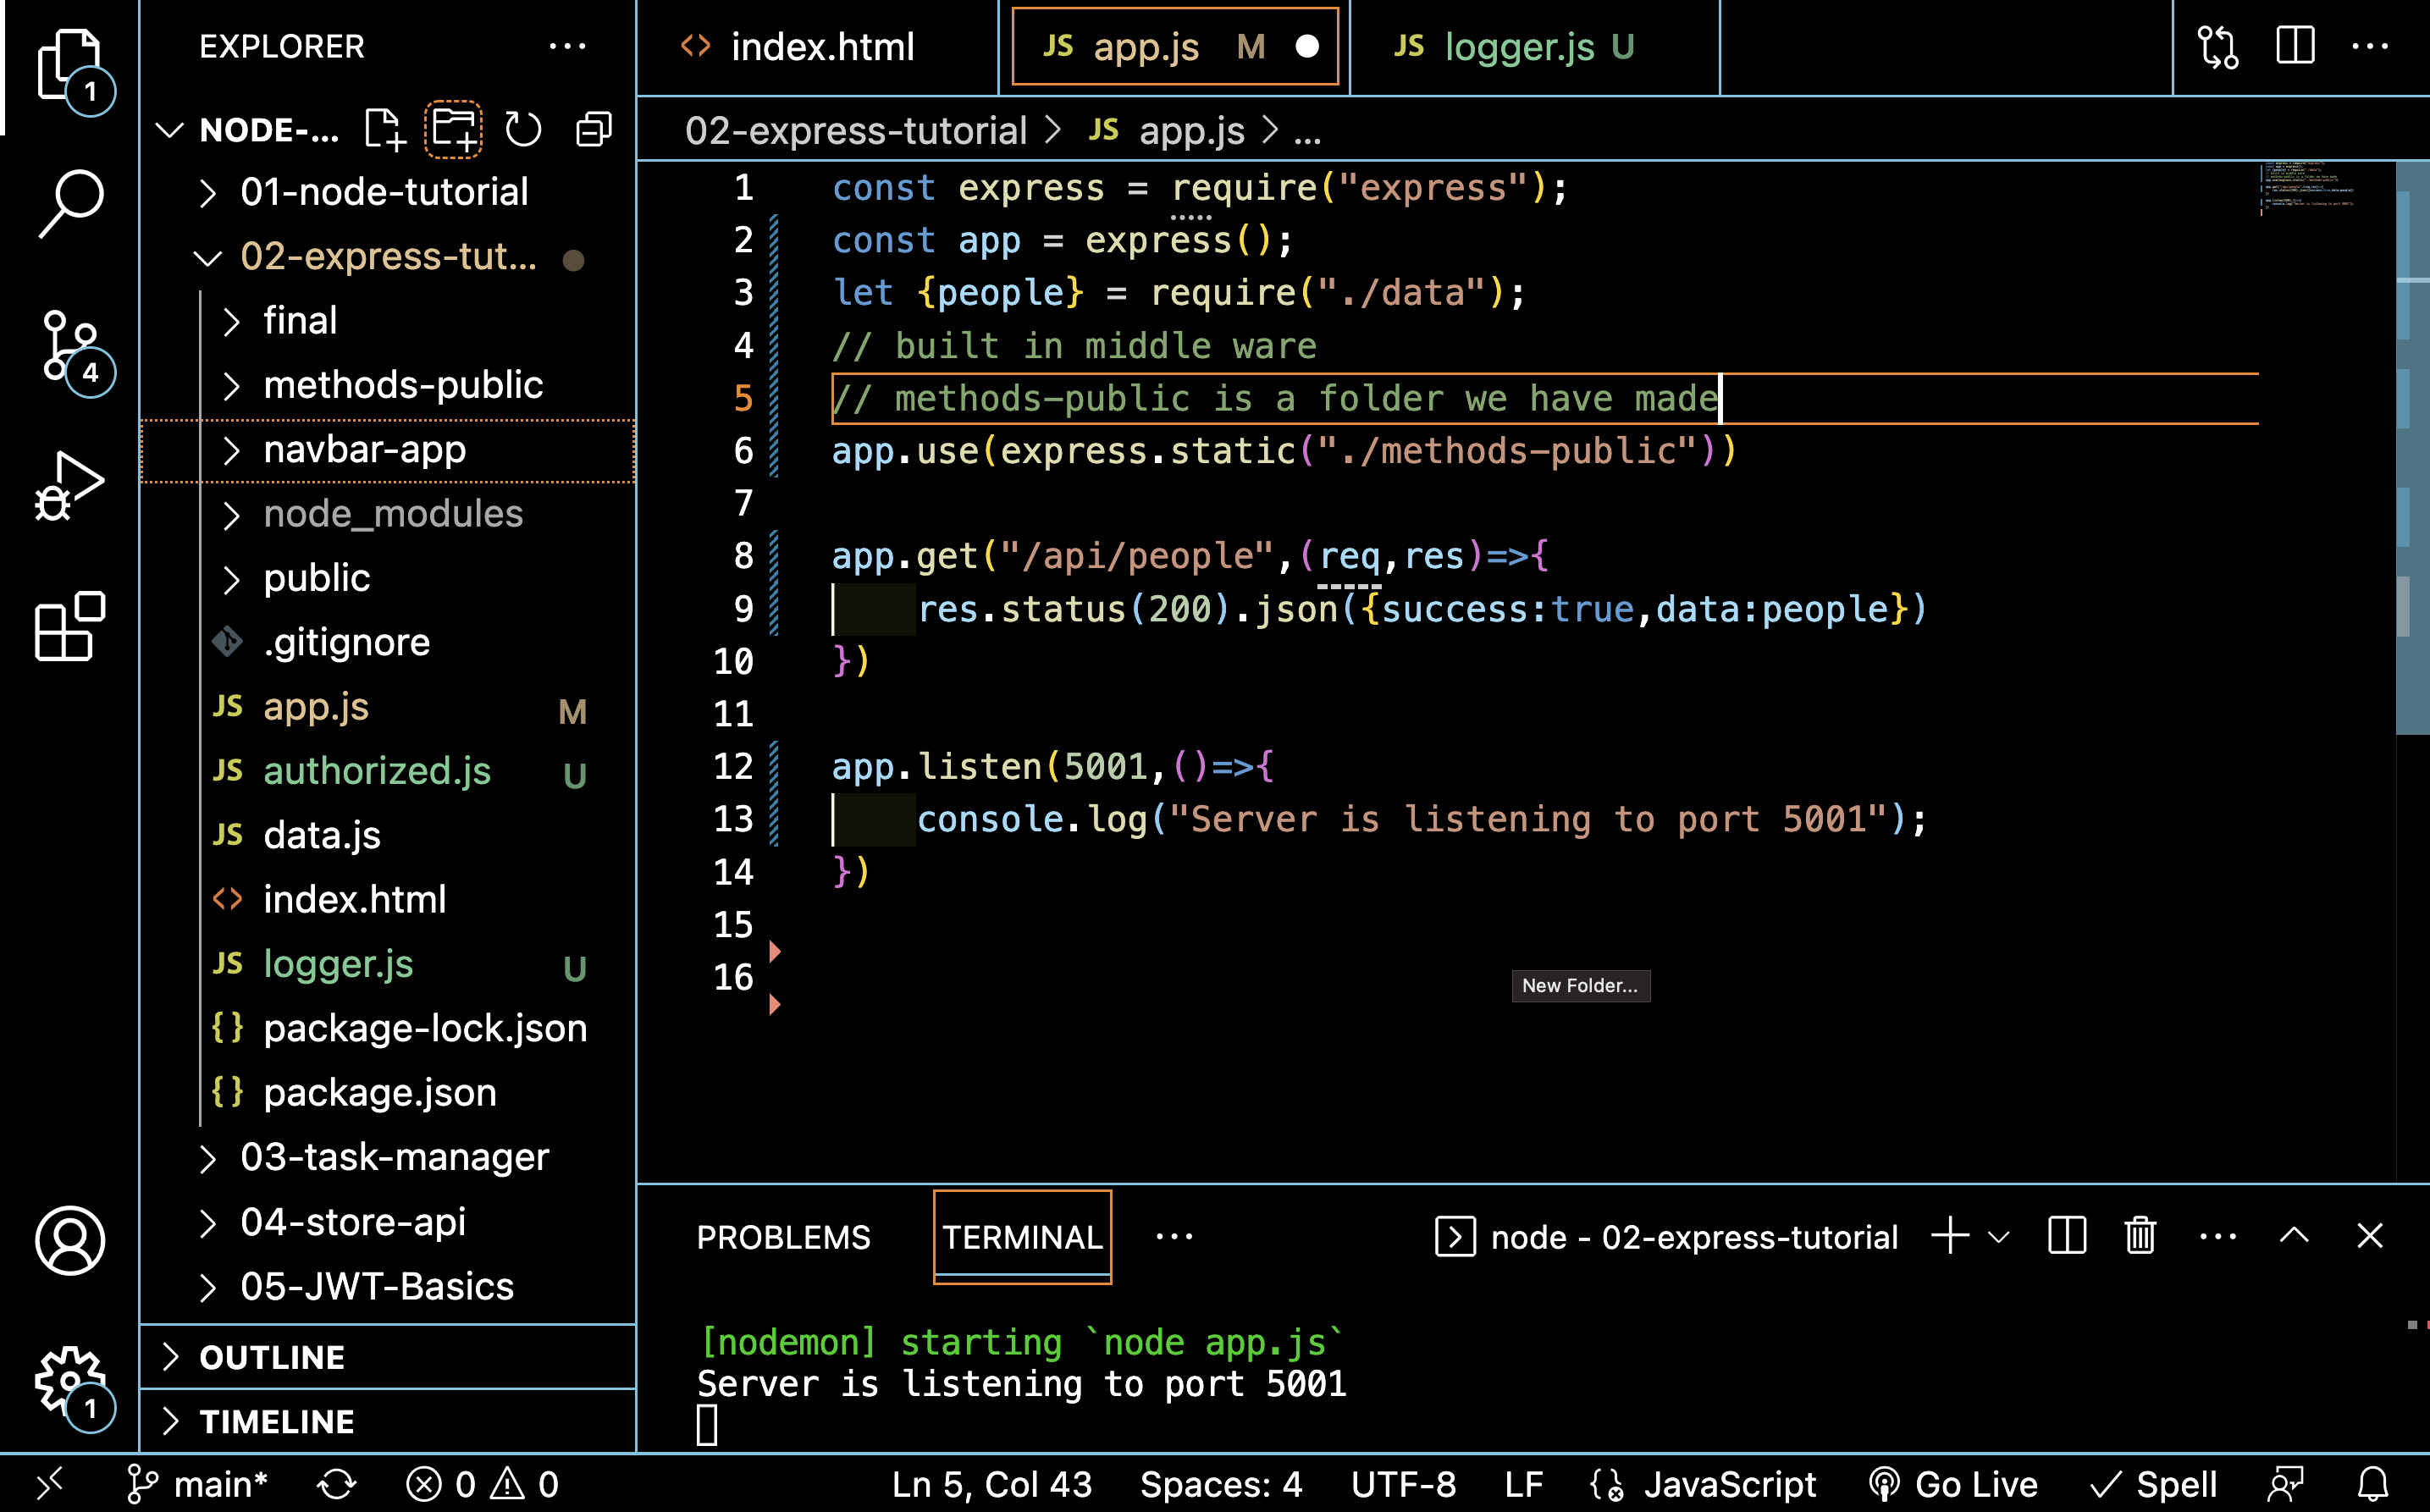 EXPLORER
NODE-...
01-node-tutorial
02-express-tut...
final
methods-public
navbar-app
node_modules
public
.gitignore
JS app.js M
JS authorized.js U
JS data.js
<> index.html
JS logger.js U
{} package-lock.json
{} package.json
03-task-manager
04-store-api
05-JWT-Basics
OUTLINE
TIMELINE
1
4
1
<> index.html
JS app.js M
JS logger.js U
02-express-tutorial > JS app.js > ...
1 const express = require("express");
2 const app = express();
3 let {people} = require("./data");
4 // built in middle ware
5 // methods-public is a folder we have made
6 app.use(express.static("./methods-public"))
7
8 app.get("/api/people",(req,res)=>{
9 res.status(200).json({success:true,data:people})
10 })
11
12 app.listen(5001,()=>{
13 console.log("Server is listening to port 5001");
14 })
15
16
New Folder...
PROBLEMS TERMINAL ... node - 02-express-tutorial
[nodemon] starting `node app.js`
Server is listening to port 5001
main* 0 0 Ln 5, Col 43 Spaces: 4 UTF-8 LF JavaScript Go Live Spell